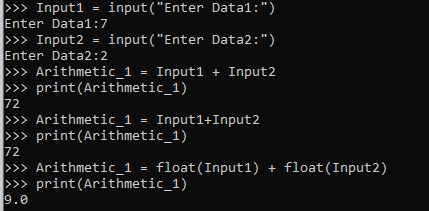 >>> Input1 = input("Enter Data1:")
Enter Data1:7
>>> Input2 = input("Enter Data2:")
Enter Data2:2
>>> Arithmetic_1 = Input1 + Input2
>>> print(Arithmetic_1)
72
>>> Arithmetic_1 = Input1+Input2
>>> print(Arithmetic_1)
72
>>> Arithmetic_1 = float(Input1) + float(Input2)
>>> print(Arithmetic_1)
9.0